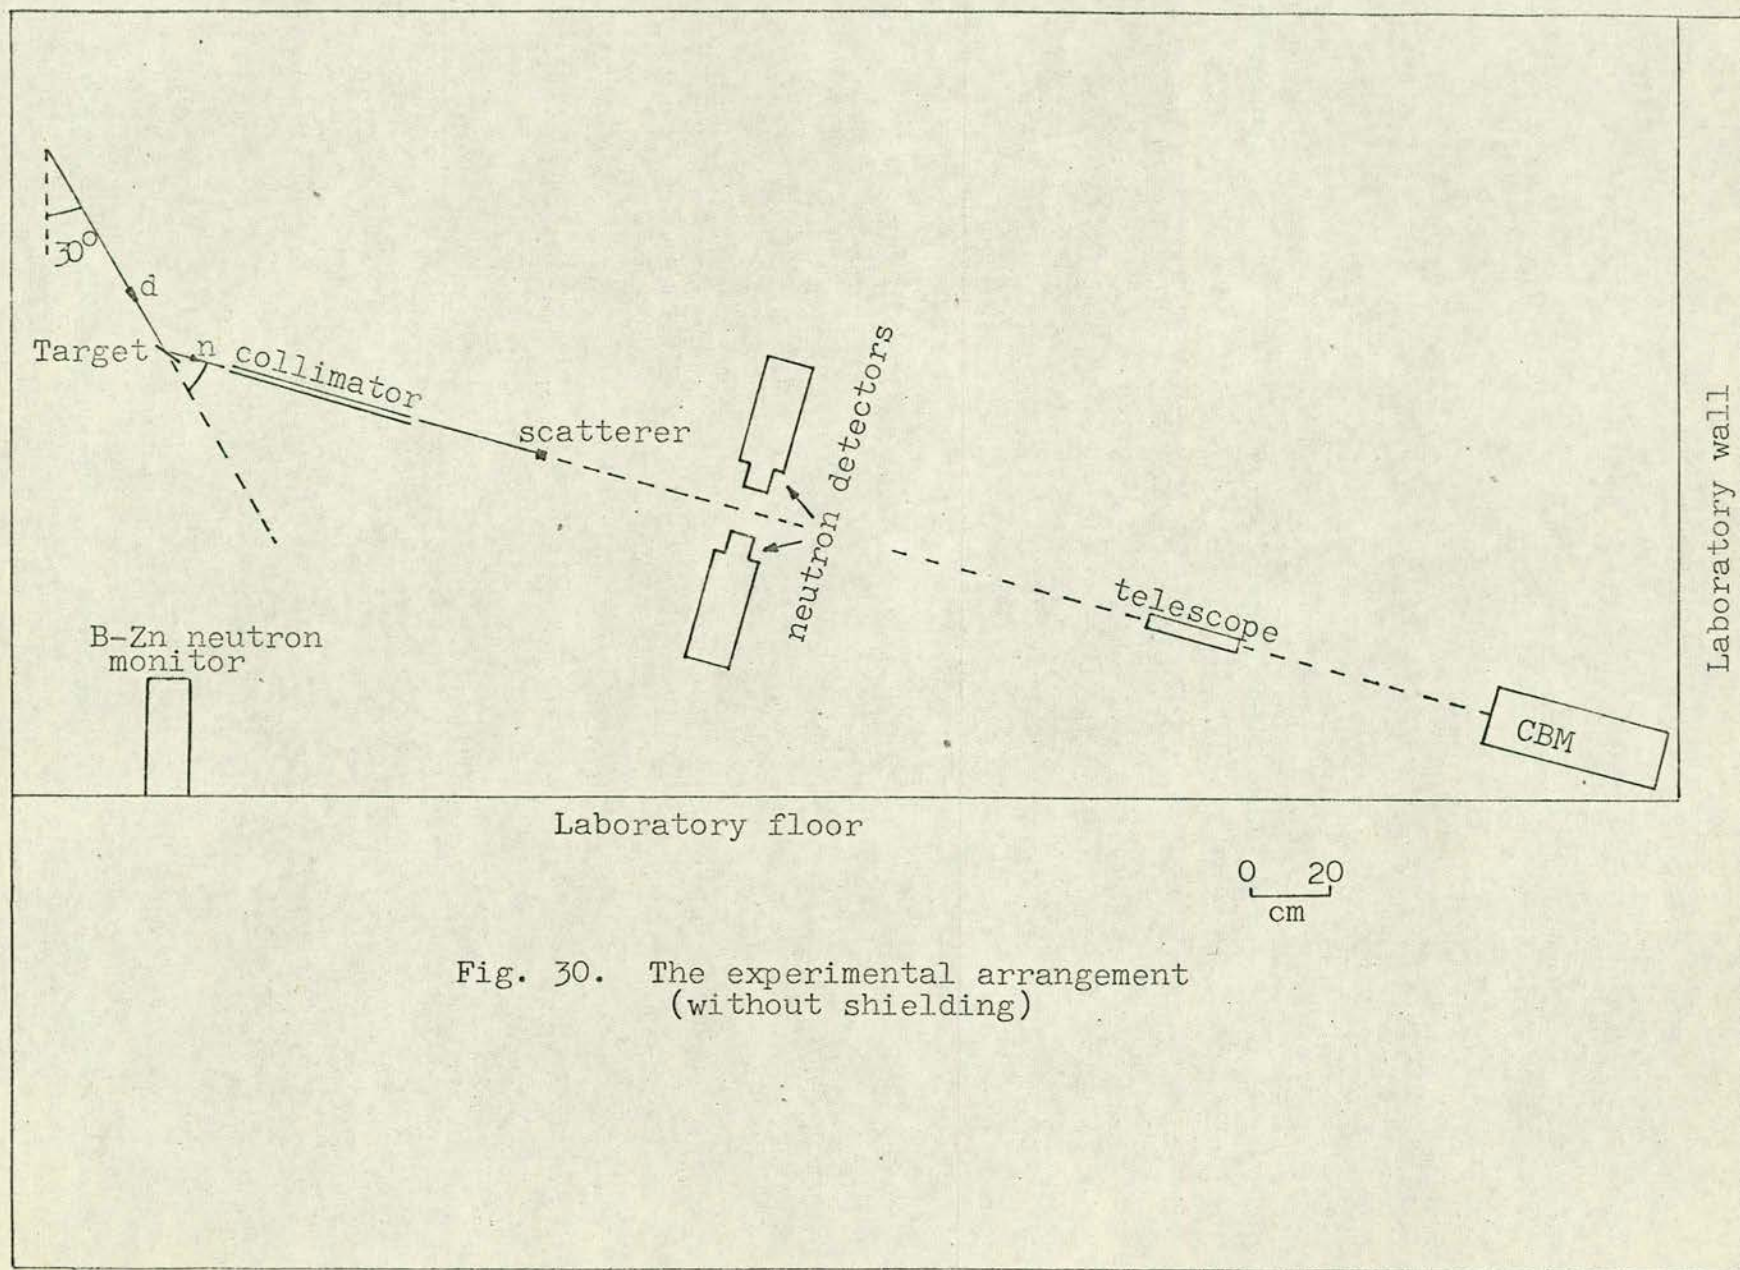 30°
d
Target
n
collimator
scatterer
neutron detectors
telescope
CBM
B-Zn neutron
monitor
Laboratory wall
Laboratory floor
0 20
cm
Fig. 30. The experimental arrangement
(without shielding)